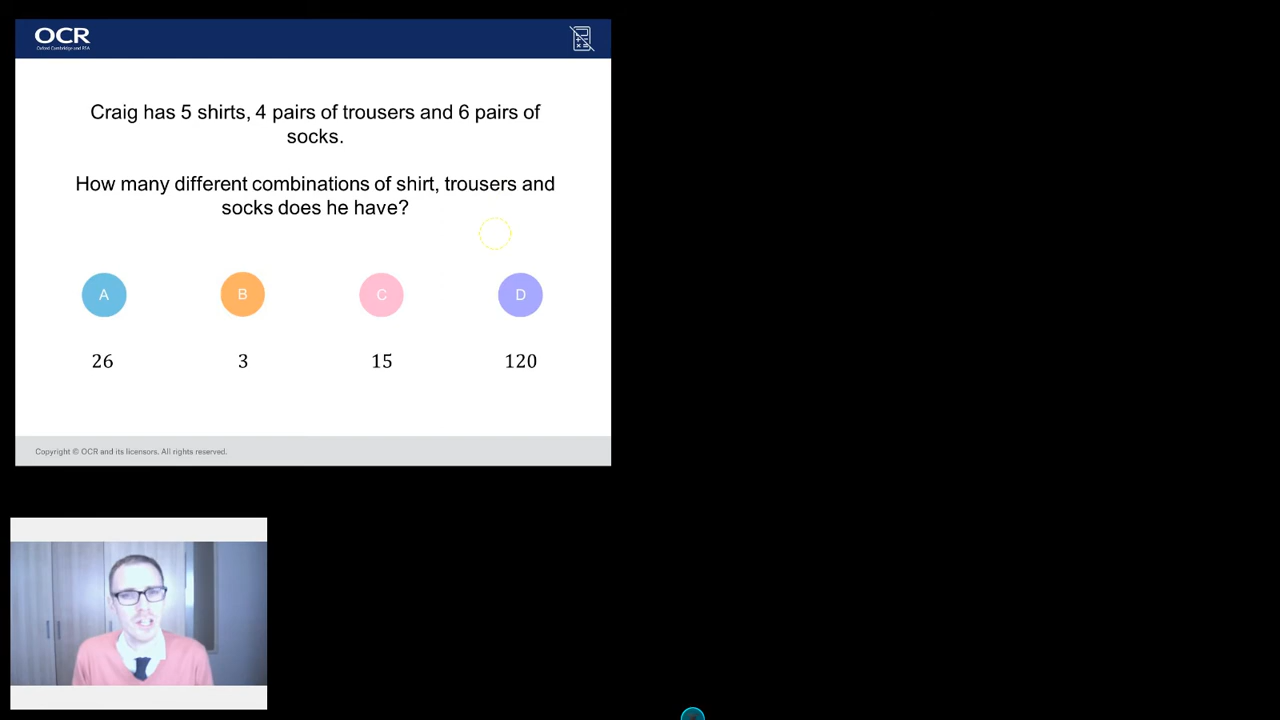 OCR
Oxford Cambridge and RSA
Craig has 5 shirts, 4 pairs of trousers and 6 pairs of
socks.
How many different combinations of shirt, trousers and
socks does he have?
A B C D
26 3 15 120
Copyright © OCR and its licensors. All rights reserved.